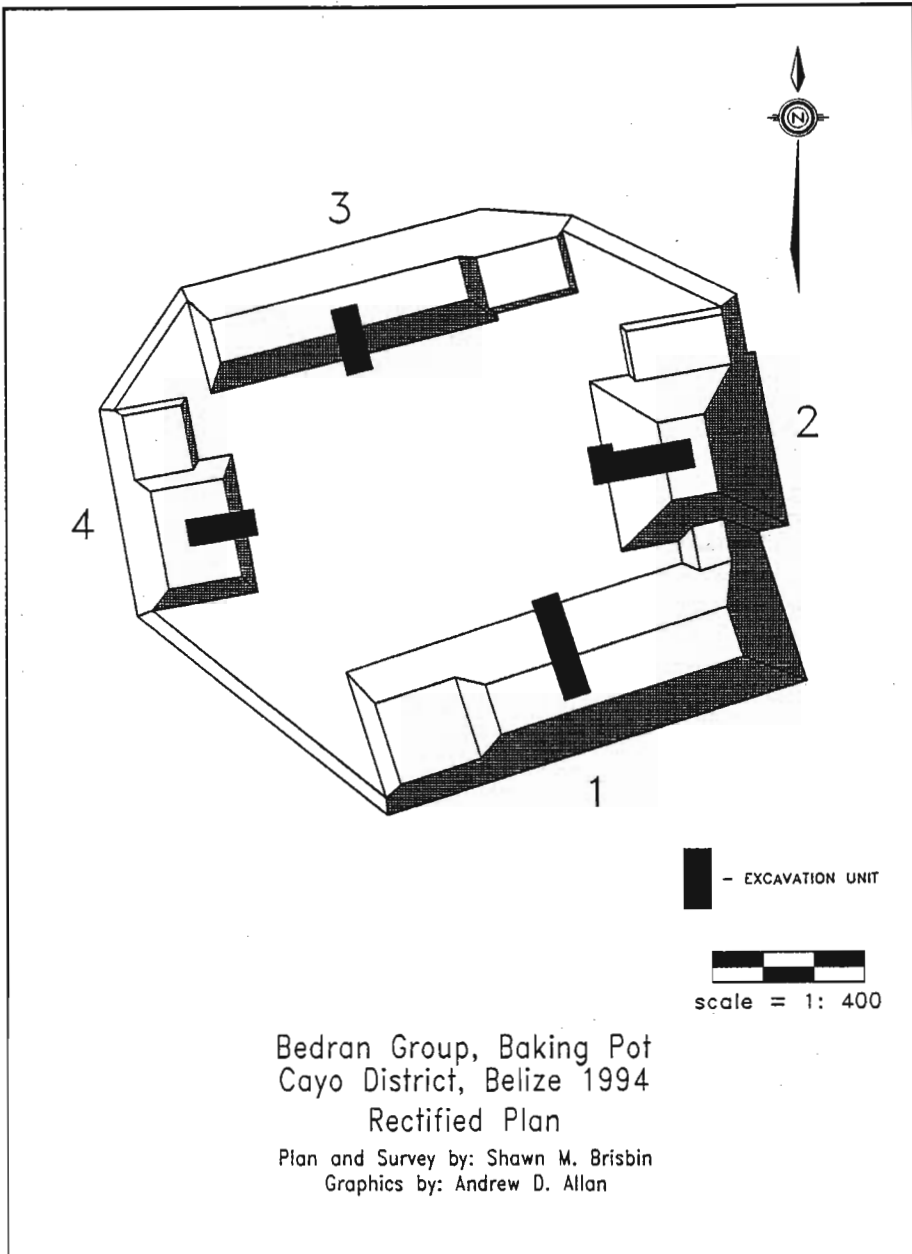 N
3
2
4
1
- EXCAVATION UNIT
scale = 1: 400
Bedran Group, Baking Pot
Cayo District, Belize 1994
Rectified Plan
Plan and Survey by: Shawn M. Brisbin
Graphics by: Andrew D. Allan